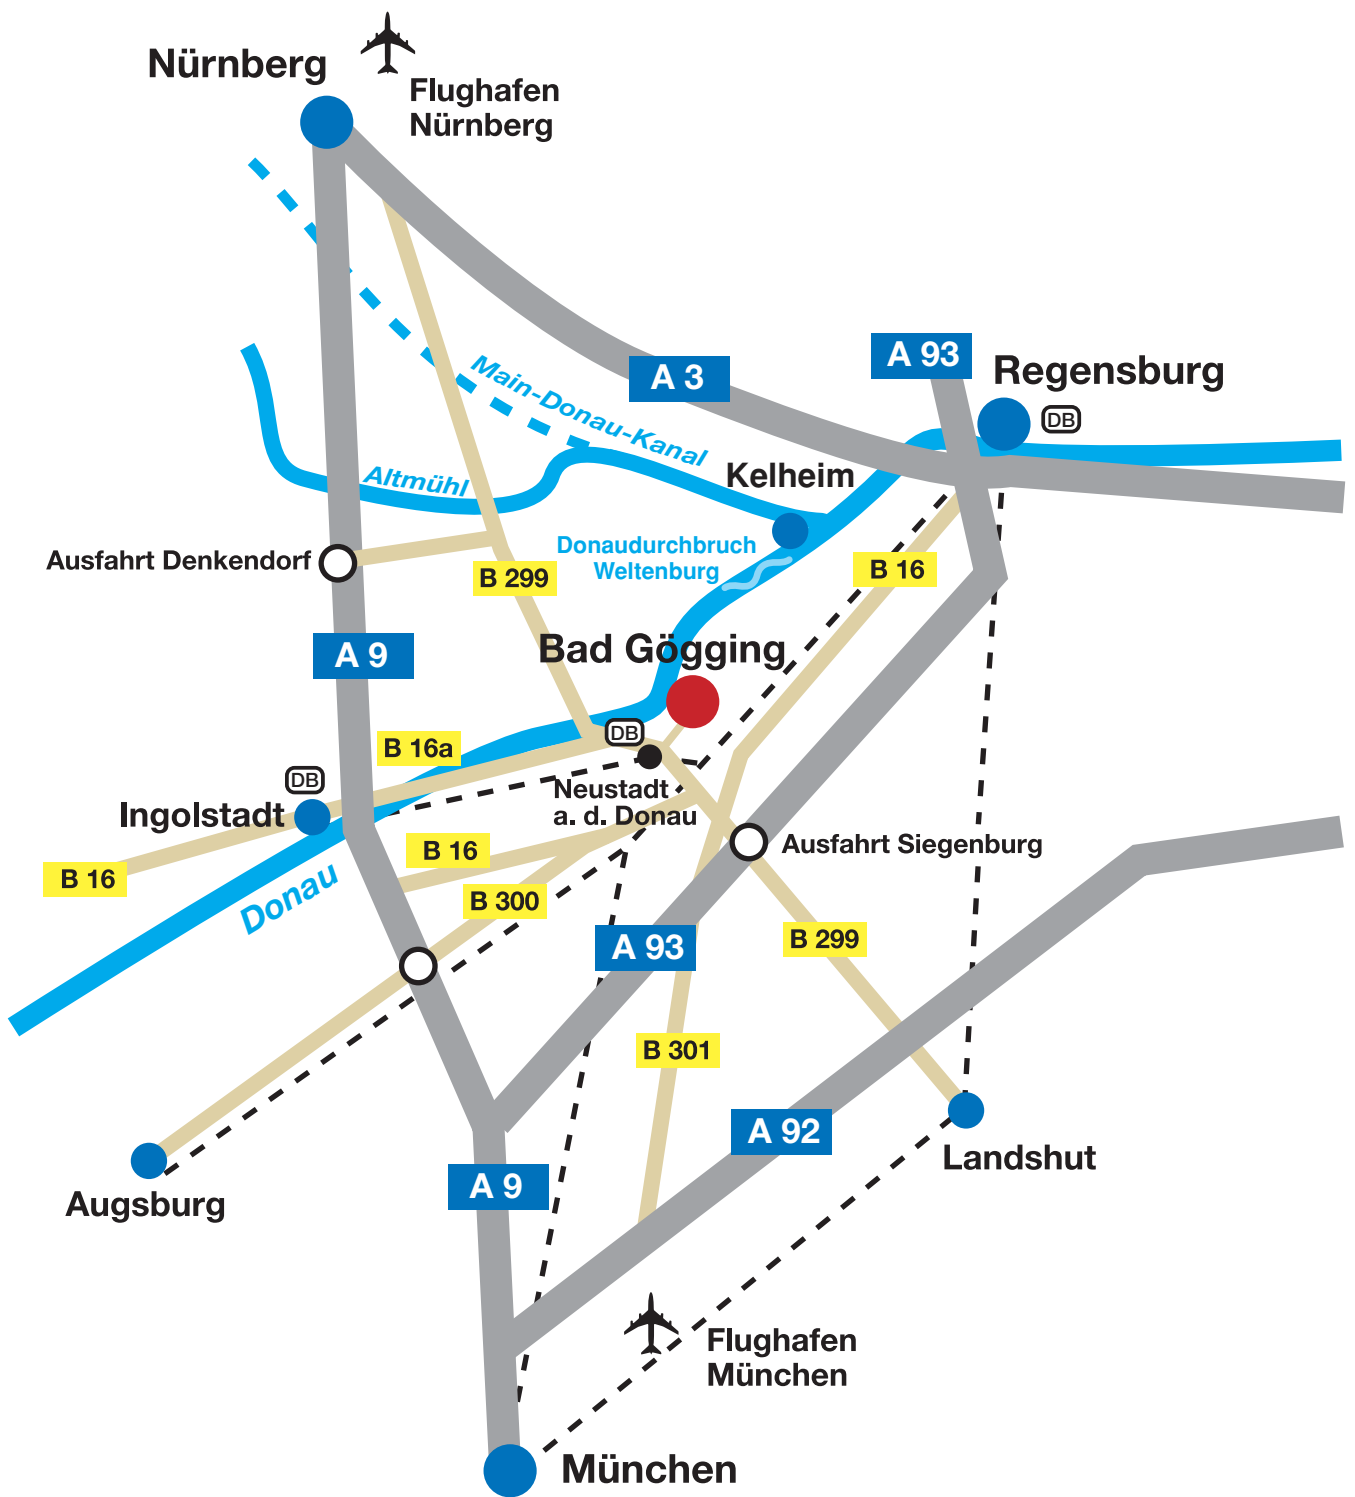 Nürnberg
Flughafen
Nürnberg
A 93
Regensburg
A 3
DB
Main-Donau-Kanal
Kelheim
Altmühl
Donaudurchbruch
Weltenburg
Ausfahrt Denkendorf
B 299
B 16
A 9
Bad Gögging
DB
B 16a
DB
Neustadt
a. d. Donau
Ingolstadt
Ausfahrt Siegenburg
B 16
B 16
Donau
B 300
A 93
B 299
B 301
A 92
Landshut
A 9
Augsburg
Flughafen
München
München